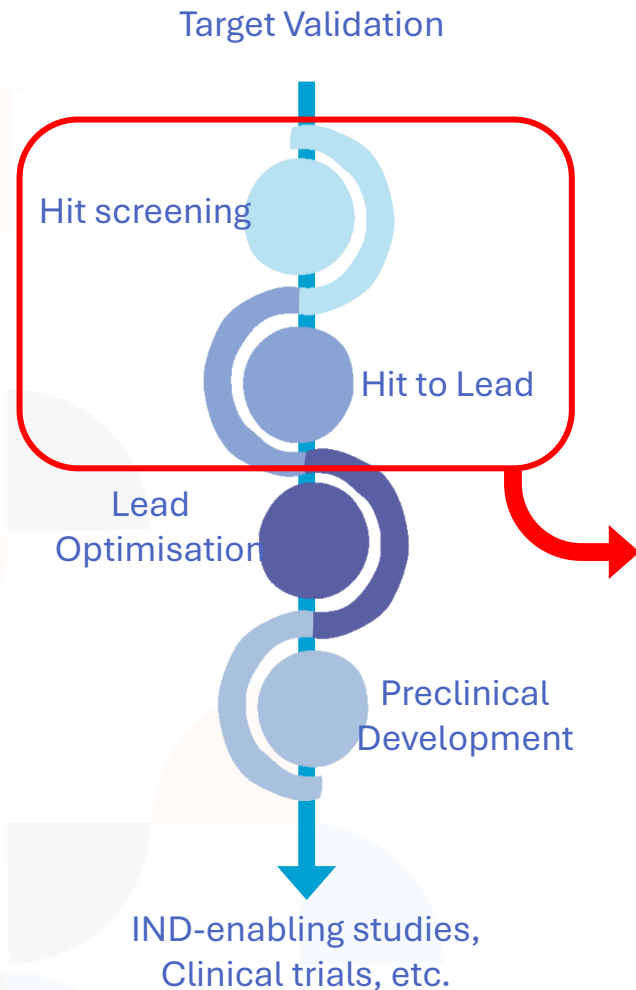 Target Validation
Hit screening
Hit to Lead
Lead
Optimisation
Preclinical
Development
IND-enabling studies,
Clinical trials, etc.